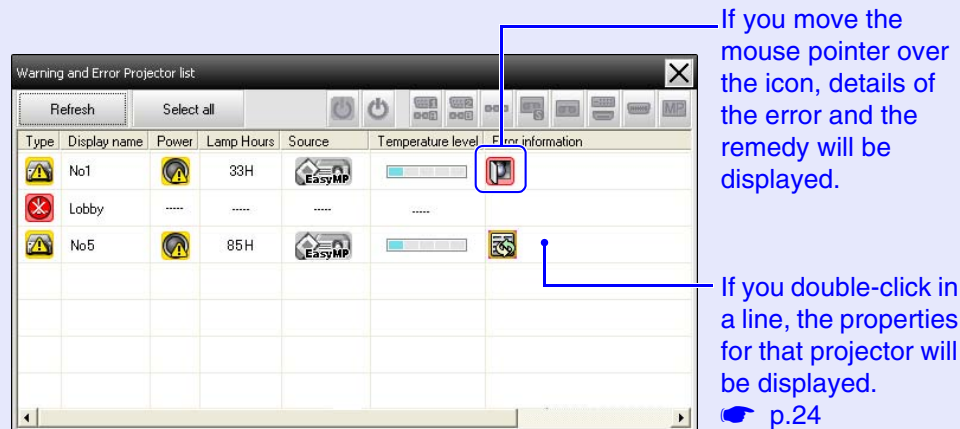 If you move the
mouse pointer over
the icon, details of
the error and the
remedy will be
displayed.
Warning and Error Projector list
Refresh Select all MP
Type Display name Power Lamp Hours Source Temperature level Error information
No1 33H EasyMP
Lobby ----- ----- ----- -----
No5 85H EasyMP
If you double-click in
a line, the properties
for that projector will
be displayed.
☛ p.24